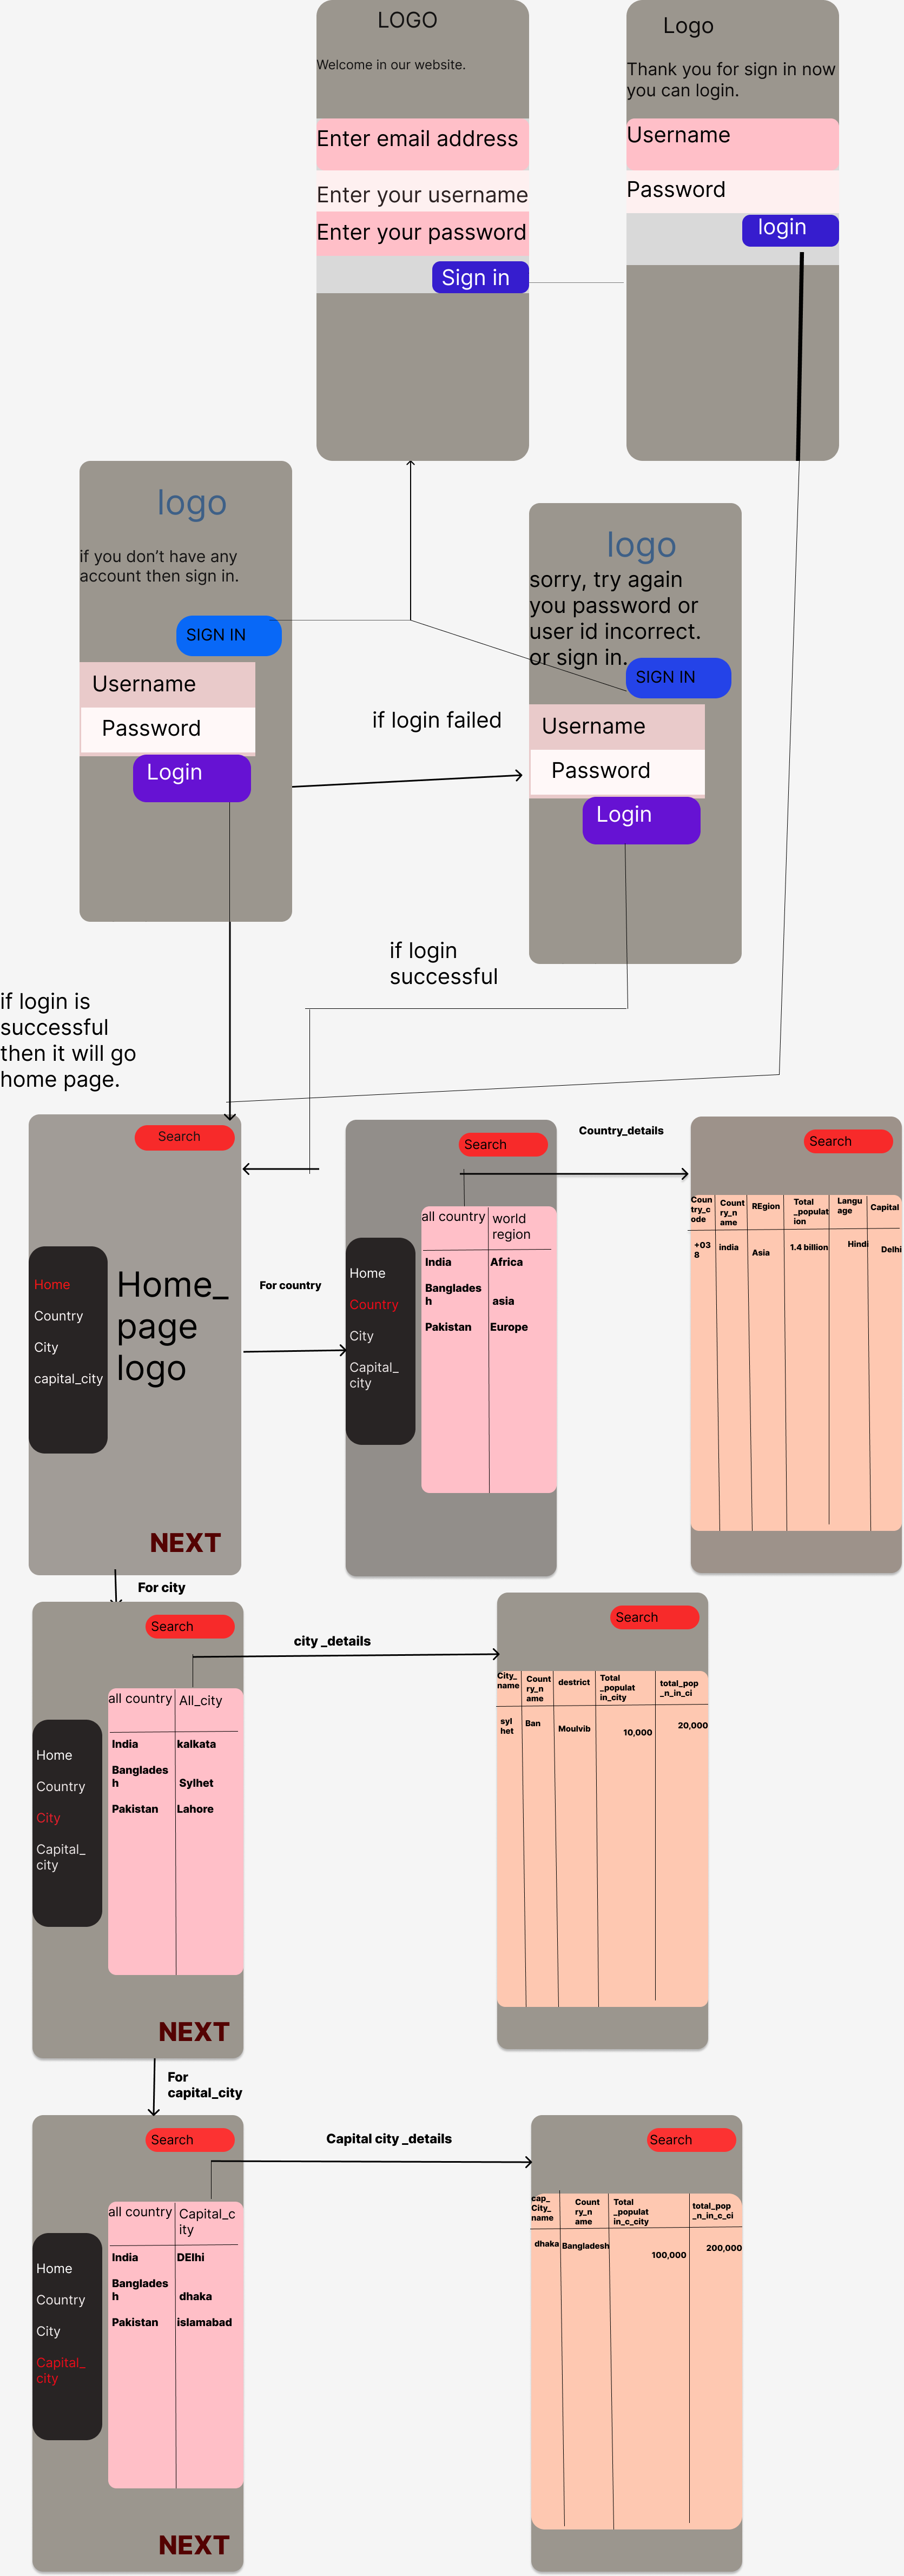 LOGO
Welcome in our website.
Enter email address
Enter your username
Enter your password
Sign in
Logo
Thank you for sign in now
you can login.
Username
Password
login
logo
if you don’t have any
account then sign in.
SIGN IN
Username
Password
Login
if login failed
logo
sorry, try again
you password or
user id incorrect.
or sign in.
SIGN IN
Username
Password
Login
if login
successful
if login is
successful
then it will go
home page.
Search
Home
Country
City
capital_city
Home_
page
logo
NEXT
For country
Search
Home
Country
City
Capital_
city
all country
world
region
India
Africa
Banglades
h
asia
Pakistan
Europe
Country_details
Search
Coun
try_c
ode
Count
ry_n
ame
REgion
Total
_populat
ion
Langu
age
Capital
+03
8
india
Asia
1.4 billion
Hindi
Delhi
For city
Search
Home
Country
City
Capital_
city
all country
All_city
India
kalkata
Banglades
h
Sylhet
Pakistan
Lahore
NEXT
city _details
Search
City_
name
Count
ry_n
ame
destrict
Total
_populat
in_city
total_pop
_n_in_ci
syl
het
Ban
Moulvib
10,000
20,000
For
capital_city
Search
Home
Country
City
Capital_
city
all country
Capital_c
ity
India
DElhi
Banglades
h
dhaka
Pakistan
islamabad
NEXT
Capital city _details
Search
cap_
City_
name
Count
ry_n
ame
Total
_populat
in_c_city
total_pop
_n_in_c_ci
dhaka
Bangladesh
100,000
200,000